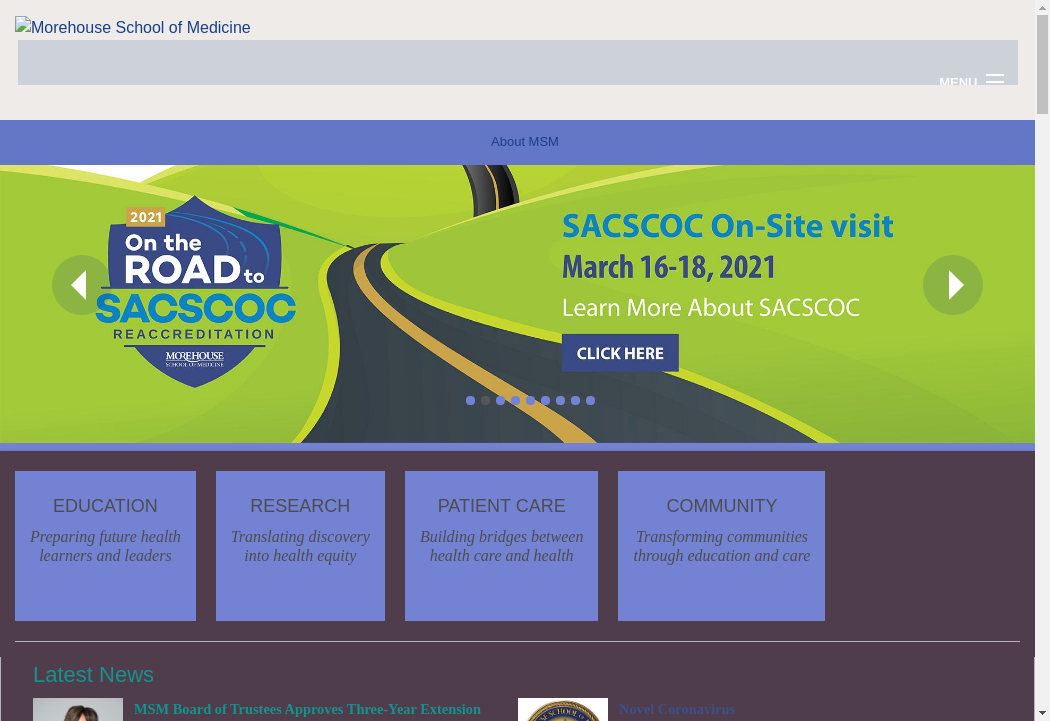 Morehouse School of Medicine
MENU
About MSM
2021
On the
ROAD to
SACSCOC
REACCREDITATION
MOREHOUSE
SCHOOL OF MEDICINE
SACSCOC On-Site visit
March 16-18, 2021
Learn More About SACSCOC
CLICK HERE
EDUCATION
Preparing future health
learners and leaders
RESEARCH
Translating discovery
into health equity
PATIENT CARE
Building bridges between
health care and health
COMMUNITY
Transforming communities
through education and care
Latest News
MSM Board of Trustees Approves Three-Year Extension
Novel Coronavirus